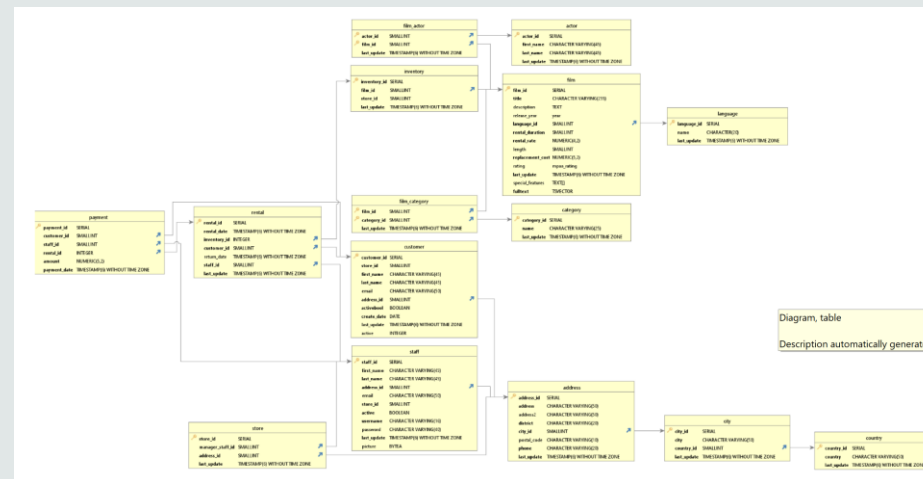 film_actor
actor_id SMALLINT
film_id SMALLINT
last_update TIMESTAMP(6) WITHOUT TIME ZONE
actor
actor_id SERIAL
first_name CHARACTER VARYING(45)
last_name CHARACTER VARYING(45)
last_update TIMESTAMP(6) WITHOUT TIME ZONE
inventory
inventory_id SERIAL
film_id SMALLINT
store_id SMALLINT
last_update TIMESTAMP(6) WITHOUT TIME ZONE
film
film_id SERIAL
title CHARACTER VARYING(255)
description TEXT
release_year year
language_id SMALLINT
rental_duration SMALLINT
rental_rate NUMERIC(4,2)
length SMALLINT
replacement_cost NUMERIC(5,2)
rating mpaa_rating
last_update TIMESTAMP(6) WITHOUT TIME ZONE
special_features TEXT[]
fulltext TSVECTOR
language
language_id SERIAL
name CHARACTER(20)
last_update TIMESTAMP(6) WITHOUT TIME ZONE
film_category
film_id SMALLINT
category_id SMALLINT
last_update TIMESTAMP(6) WITHOUT TIME ZONE
category
category_id SERIAL
name CHARACTER VARYING(25)
last_update TIMESTAMP(6) WITHOUT TIME ZONE
payment
payment_id SERIAL
customer_id SMALLINT
staff_id SMALLINT
rental_id INTEGER
amount NUMERIC(5,2)
payment_date TIMESTAMP(6) WITHOUT TIME ZONE
rental
rental_id SERIAL
rental_date TIMESTAMP(6) WITHOUT TIME ZONE
inventory_id INTEGER
customer_id SMALLINT
return_date TIMESTAMP(6) WITHOUT TIME ZONE
staff_id SMALLINT
last_update TIMESTAMP(6) WITHOUT TIME ZONE
customer
customer_id SERIAL
store_id SMALLINT
first_name CHARACTER VARYING(45)
last_name CHARACTER VARYING(45)
email CHARACTER VARYING(50)
address_id SMALLINT
activebool BOOLEAN
create_date DATE
last_update TIMESTAMP(6) WITHOUT TIME ZONE
active INTEGER
Diagram, table
Description automatically generat
staff
staff_id SERIAL
first_name CHARACTER VARYING(45)
last_name CHARACTER VARYING(45)
address_id SMALLINT
email CHARACTER VARYING(50)
store_id SMALLINT
active BOOLEAN
username CHARACTER VARYING(16)
password CHARACTER VARYING(40)
last_update TIMESTAMP(6) WITHOUT TIME ZONE
picture BYTEA
address
address_id SERIAL
address CHARACTER VARYING(50)
address2 CHARACTER VARYING(50)
district CHARACTER VARYING(20)
city_id SMALLINT
postal_code CHARACTER VARYING(10)
phone CHARACTER VARYING(20)
last_update TIMESTAMP(6) WITHOUT TIME ZONE
city
city_id SERIAL
city CHARACTER VARYING(50)
country_id SMALLINT
last_update TIMESTAMP(6) WITHOUT TIME ZONE
store
store_id SERIAL
manager_staff_id SMALLINT
address_id SMALLINT
last_update TIMESTAMP(6) WITHOUT TIME ZONE
country
country_id SERIAL
country CHARACTER VARYING(50)
last_update TIMESTAMP(6) WITHOUT TIME ZONE